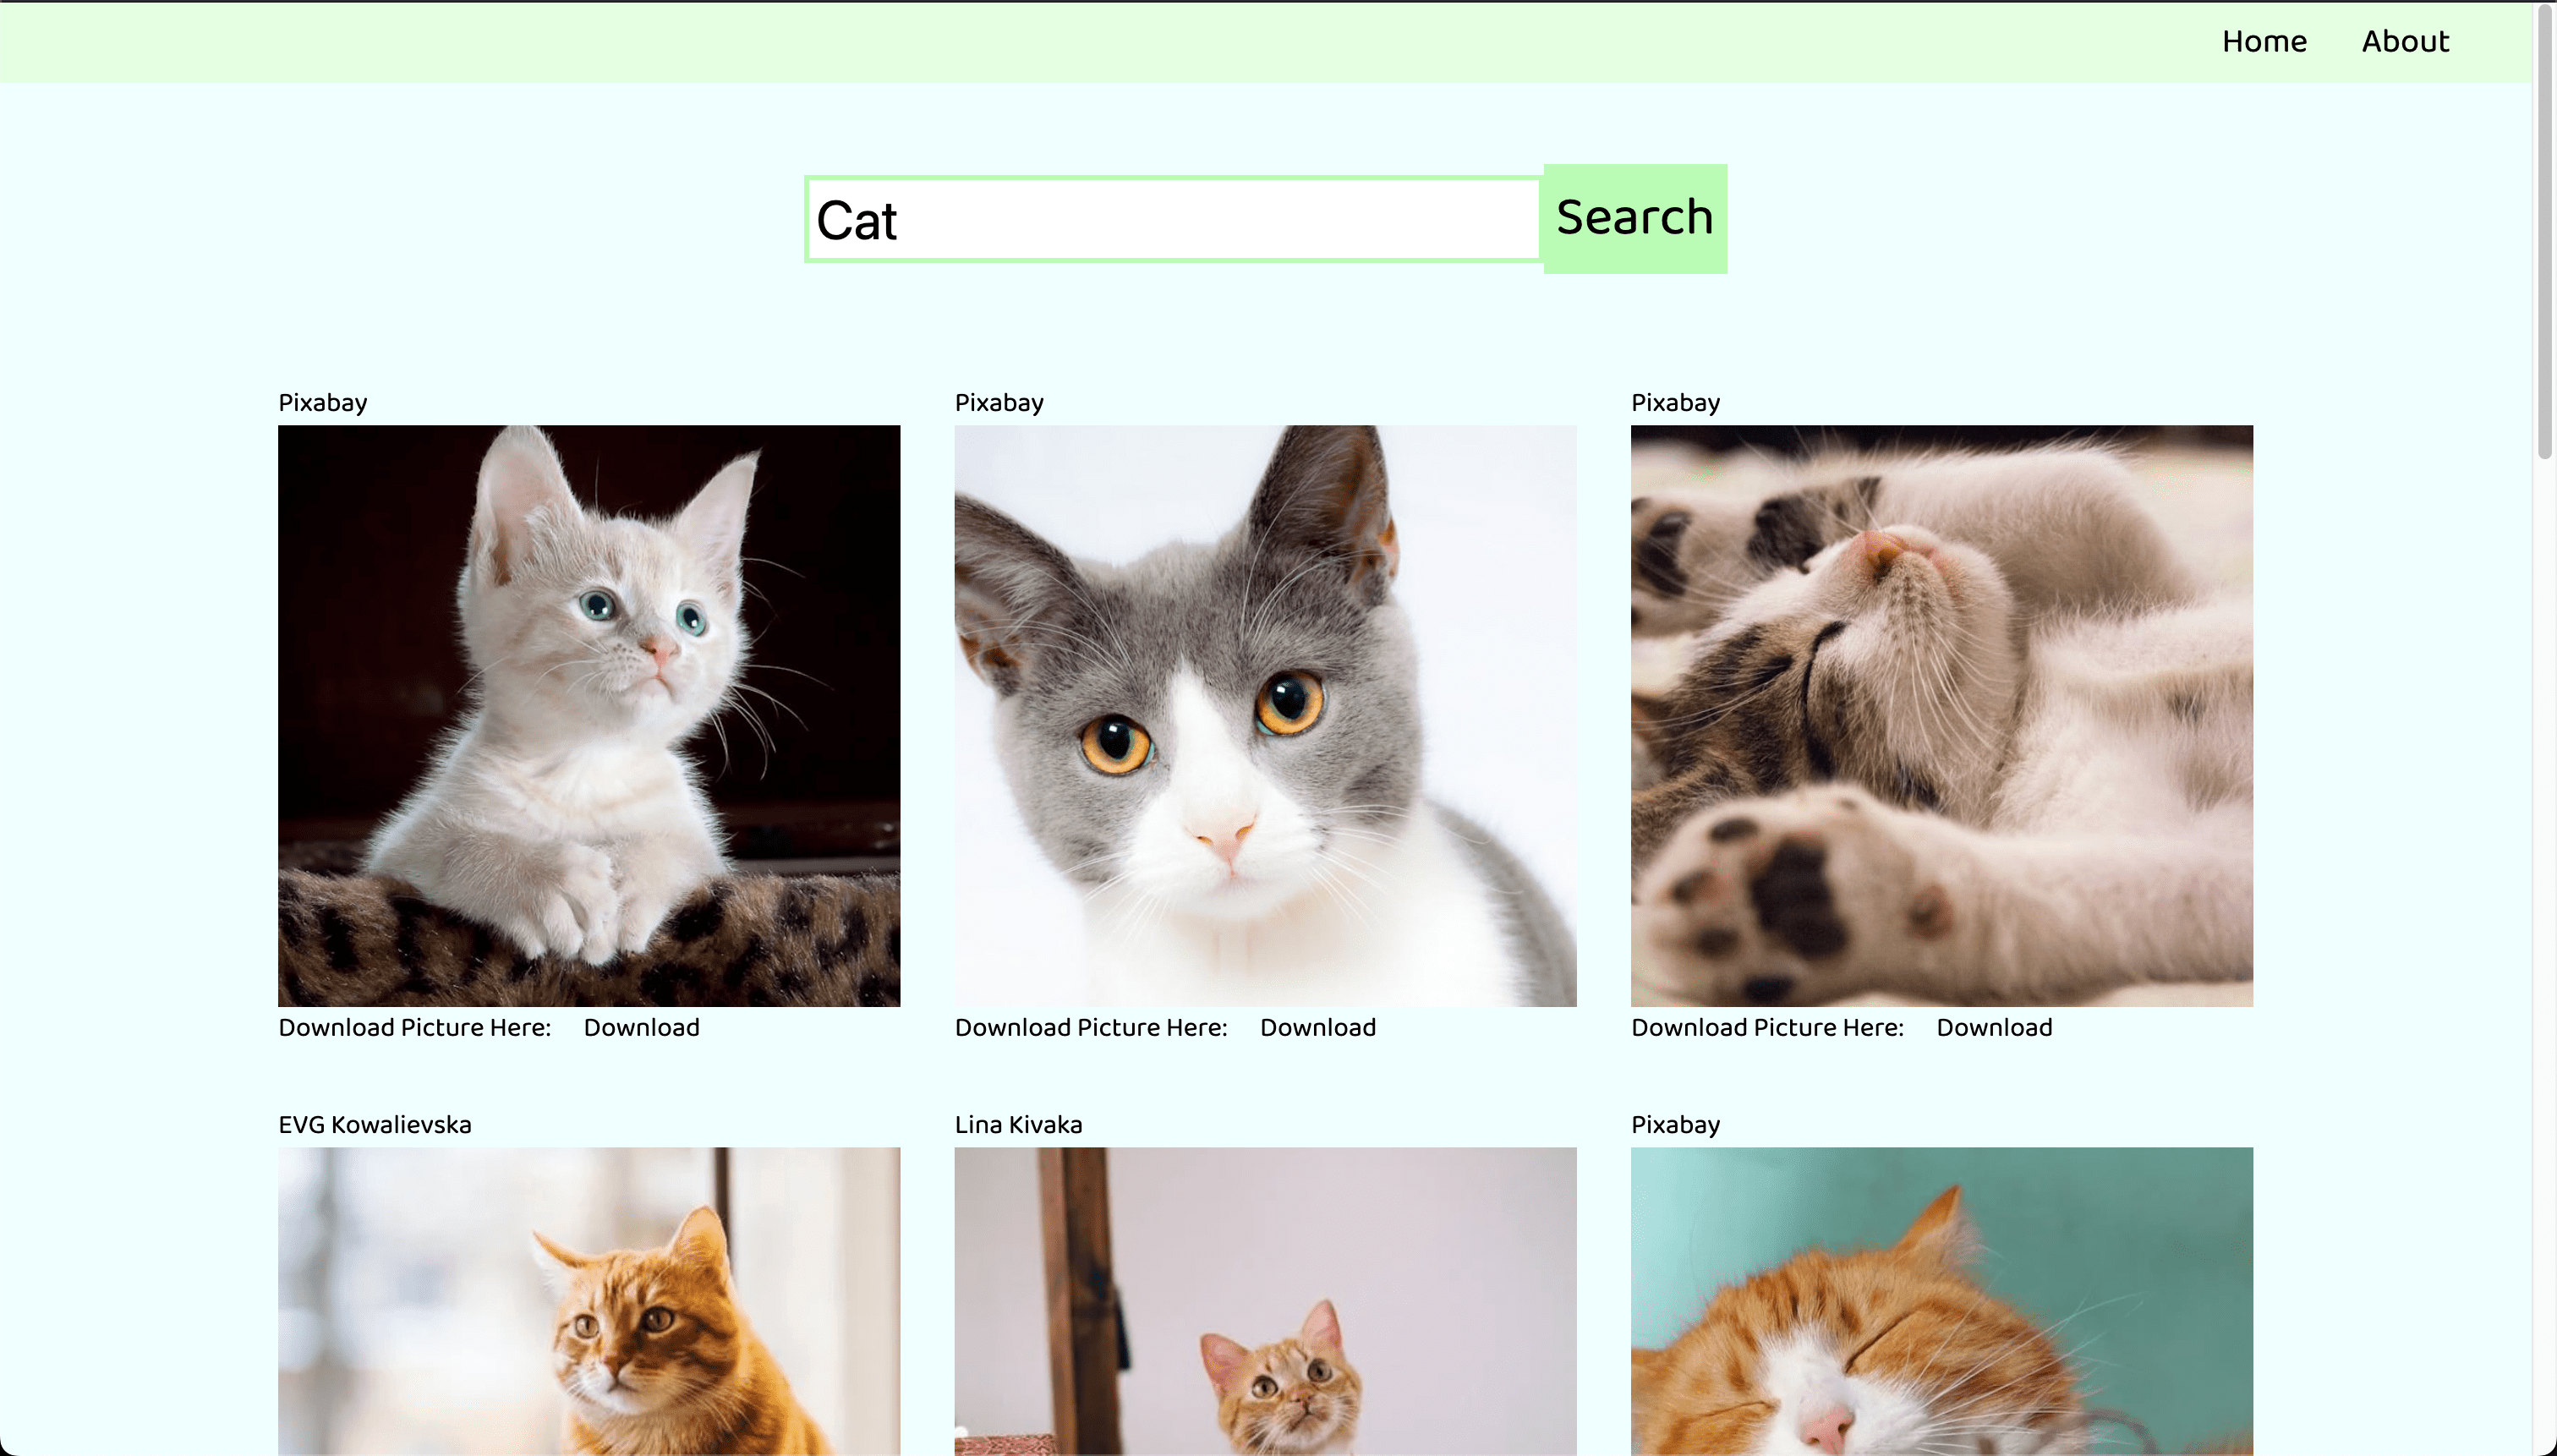 Home About
Cat Search
Pixabay Pixabay Pixabay
Download Picture Here: Download Download Picture Here: Download Download Picture Here: Download
EVG Kowalievska Lina Kivaka Pixabay